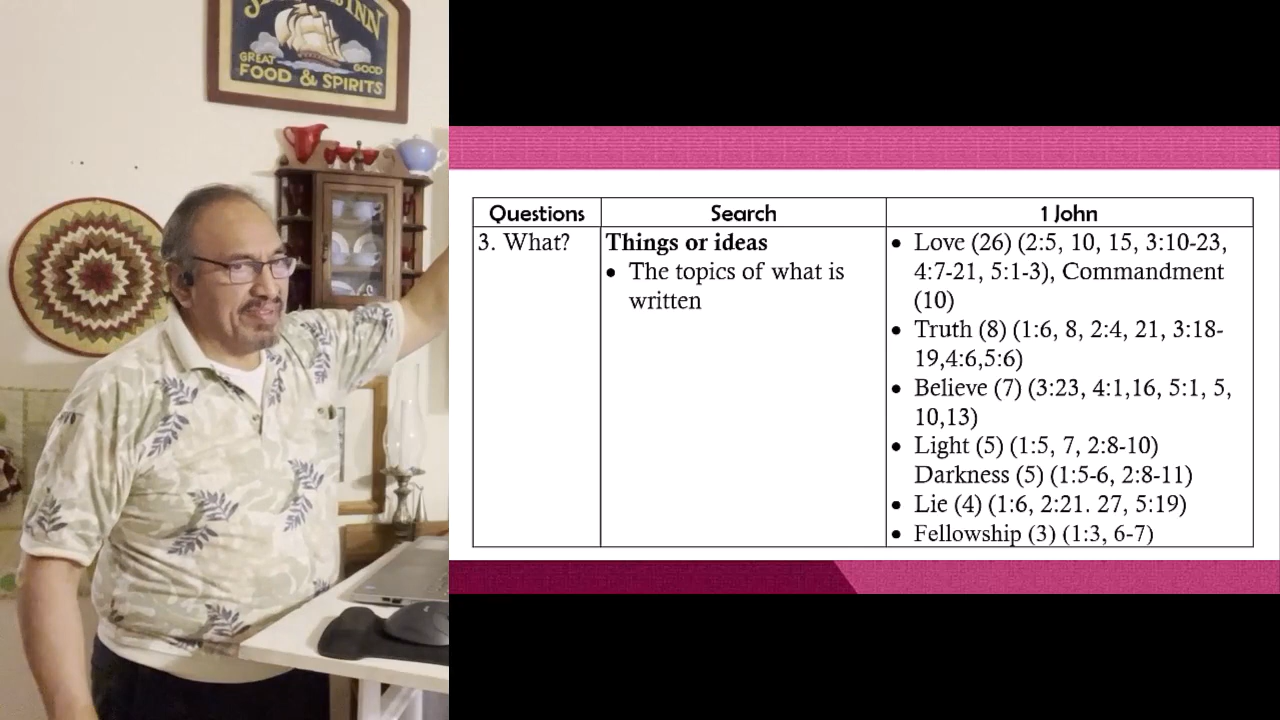 INN
GREAT GOOD
FOOD & SPIRITS
Questions Search 1 John
3. What? Things or ideas
• The topics of what is
written
• Love (26) (2:5, 10, 15, 3:10-23,
4:7-21, 5:1-3), Commandment
(10)
• Truth (8) (1:6, 8, 2:4, 21, 3:18-
19,4:6,5:6)
• Believe (7) (3:23, 4:1,16, 5:1, 5,
10,13)
• Light (5) (1:5, 7, 2:8-10)
Darkness (5) (1:5-6, 2:8-11)
• Lie (4) (1:6, 2:21. 27, 5:19)
• Fellowship (3) (1:3, 6-7)